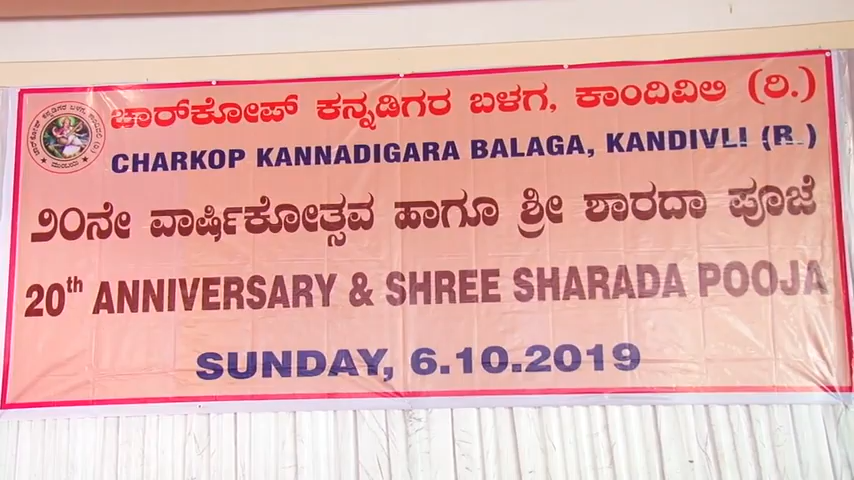 ಚಾರ್‌ಕೋಪ್ ಕನ್ನಡಿಗರ ಬಳಗ, ಕಾಂದಿವಿಲಿ (ರಿ.)
CHARKOP KANNADIGARA BALAGA, KANDIVLI (R.)
೨೦ನೇ ವಾರ್ಷಿಕೋತ್ಸವ ಹಾಗೂ ಶ್ರೀ ಶಾರದಾ ಪೂಜೆ
20th ANNIVERSARY & SHREE SHARADA POOJA
SUNDAY, 6.10.2019